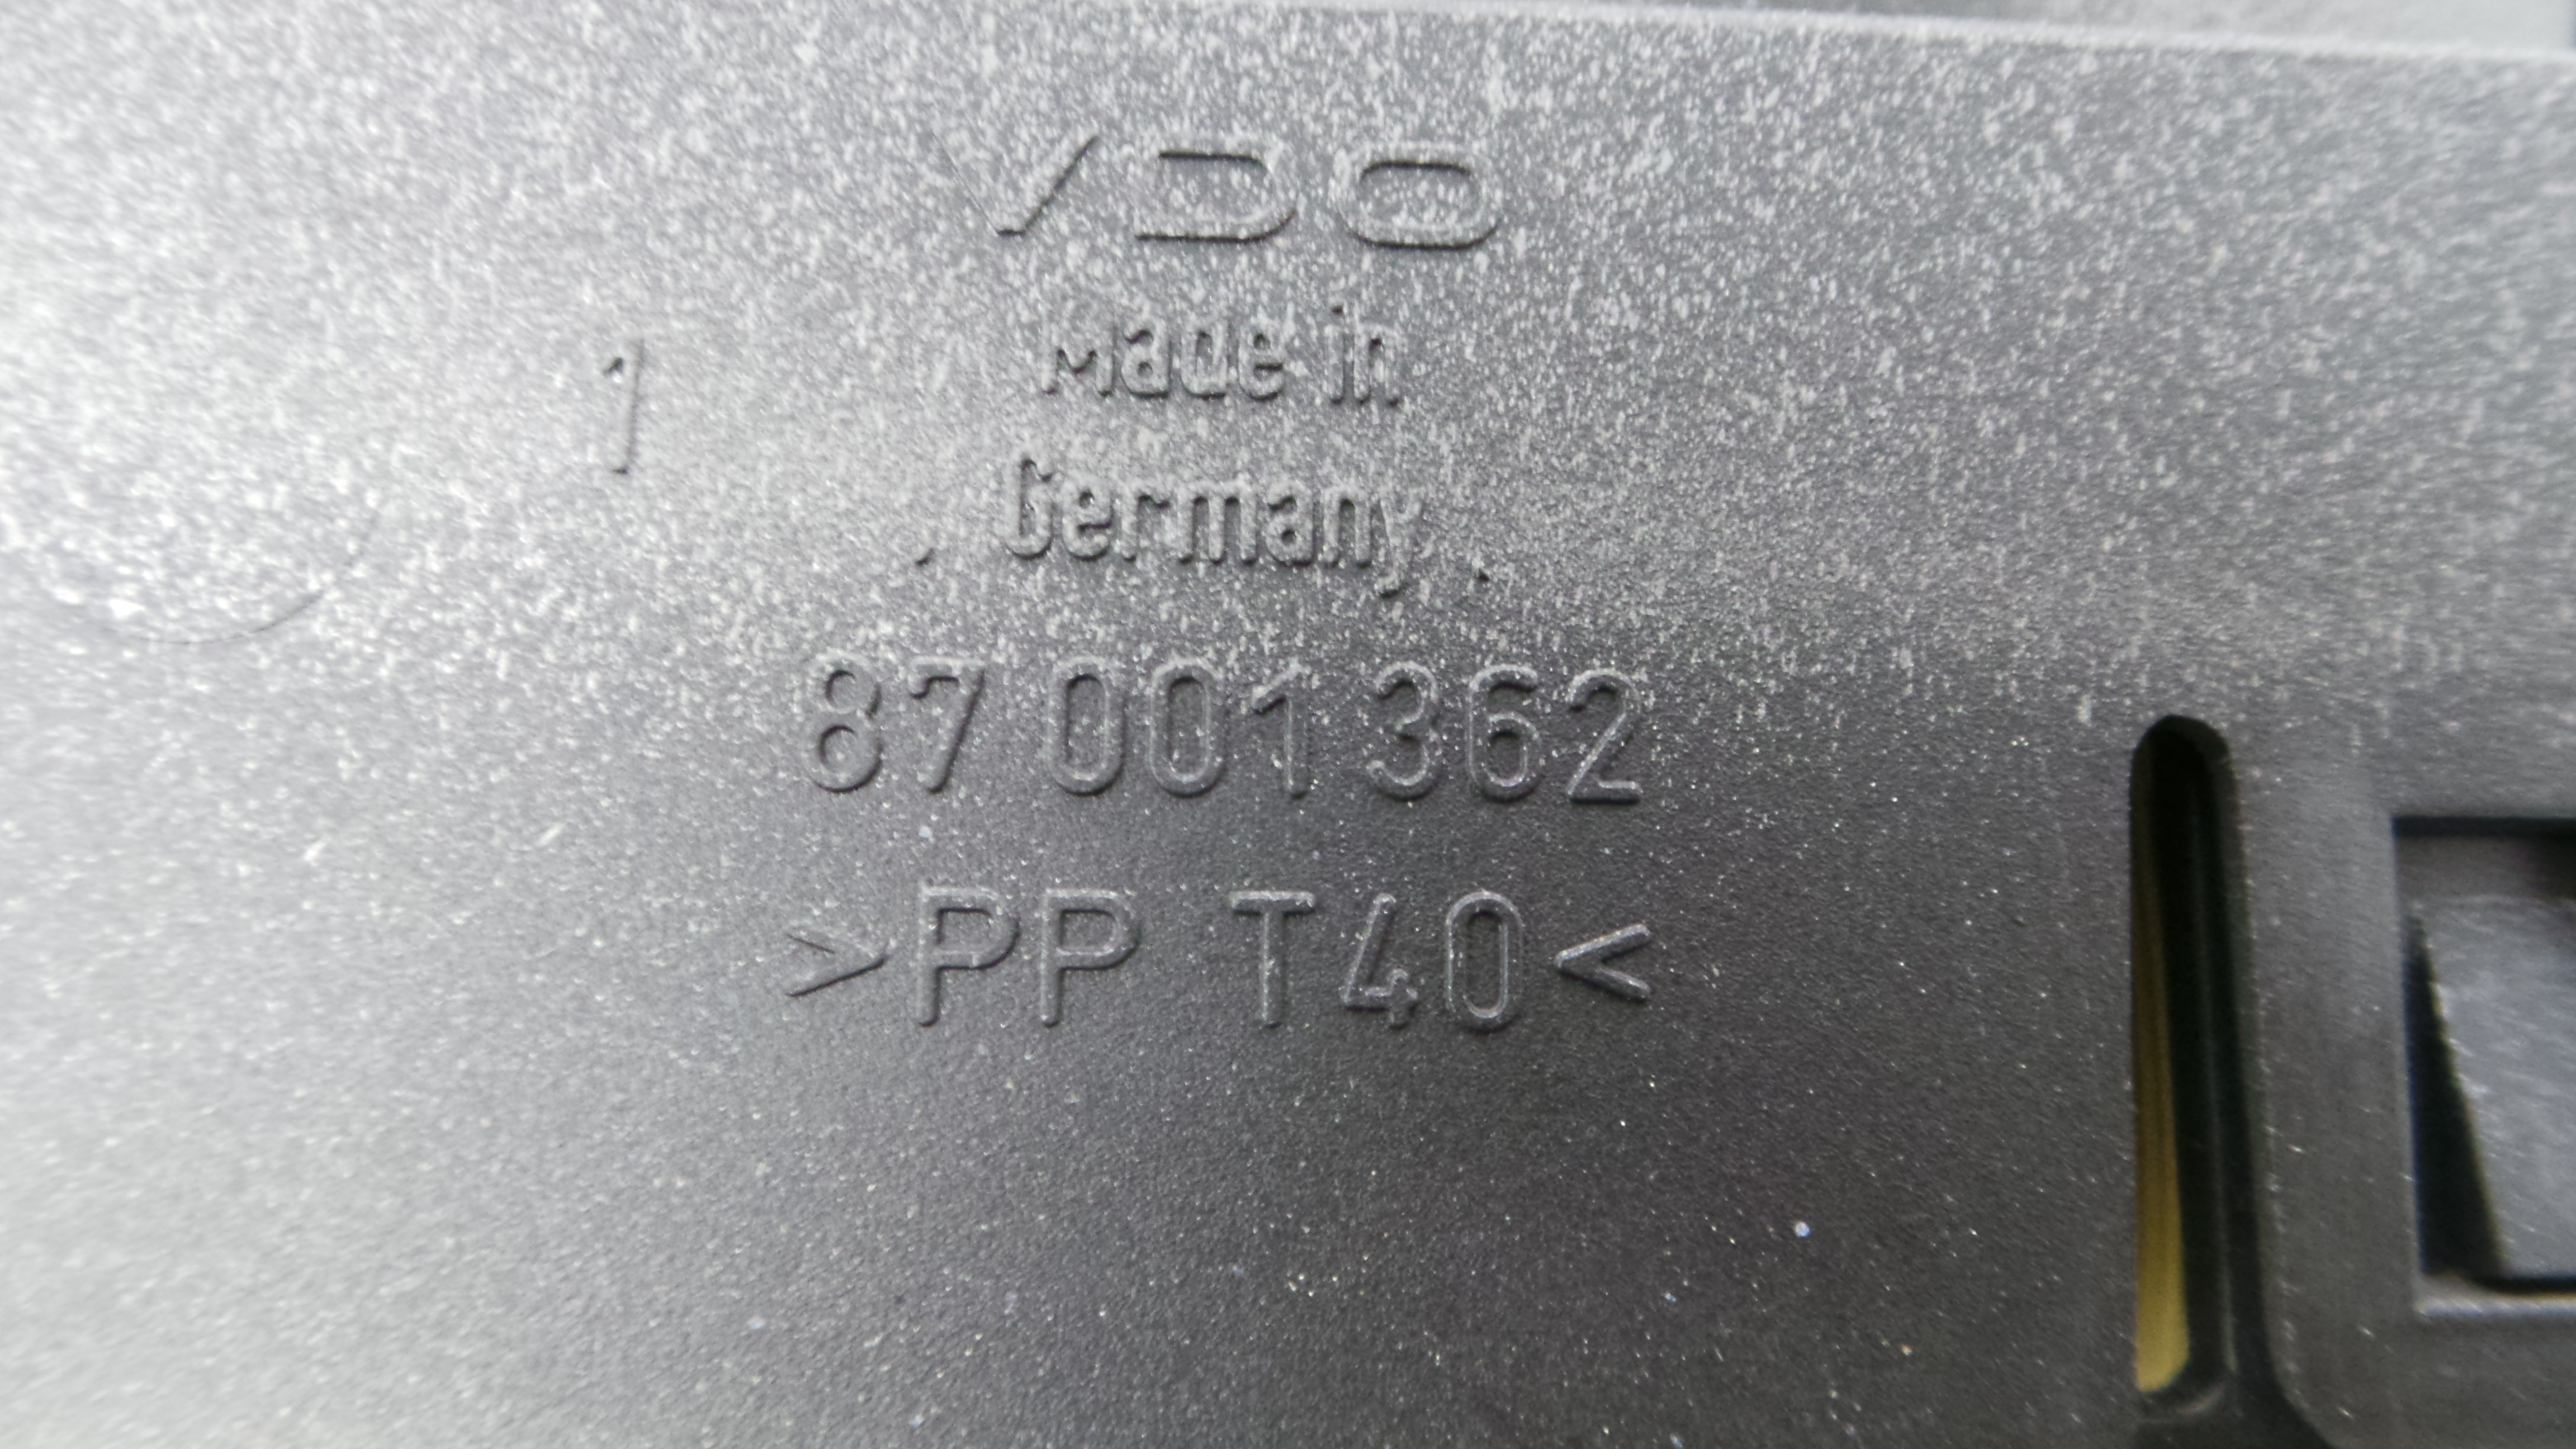 VDO
Made in
1
Germany
87 001 362
>PP T40<